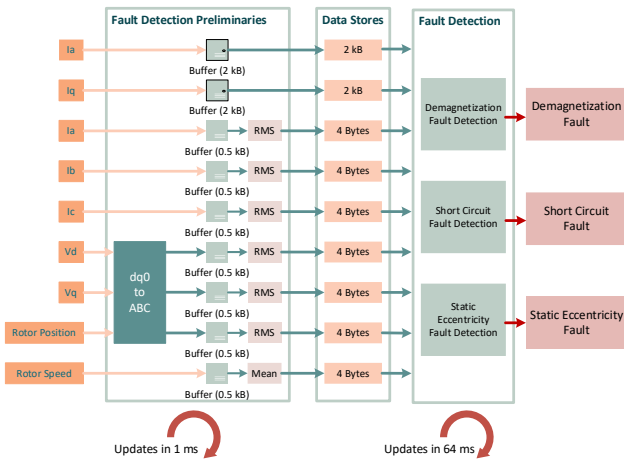 Fault Detection Preliminaries
Data Stores
Fault Detection
Ia
Buffer (2 kB)
2 kB
Iq
Buffer (2 kB)
2 kB
Ia
Buffer (0.5 kB)
RMS
4 Bytes
Ib
Buffer (0.5 kB)
RMS
4 Bytes
Ic
Buffer (0.5 kB)
RMS
4 Bytes
Vd
Buffer (0.5 kB)
RMS
4 Bytes
Vq
Buffer (0.5 kB)
RMS
4 Bytes
Rotor Position
Buffer (0.5 kB)
RMS
4 Bytes
Rotor Speed
Buffer (0.5 kB)
Mean
4 Bytes
dq0
to
ABC
Demagnetization
Fault Detection
Demagnetization
Fault
Short Circuit
Fault Detection
Short Circuit
Fault
Static
Eccentricity
Fault Detection
Static Eccentricity
Fault
Updates in 1 ms
Updates in 64 ms